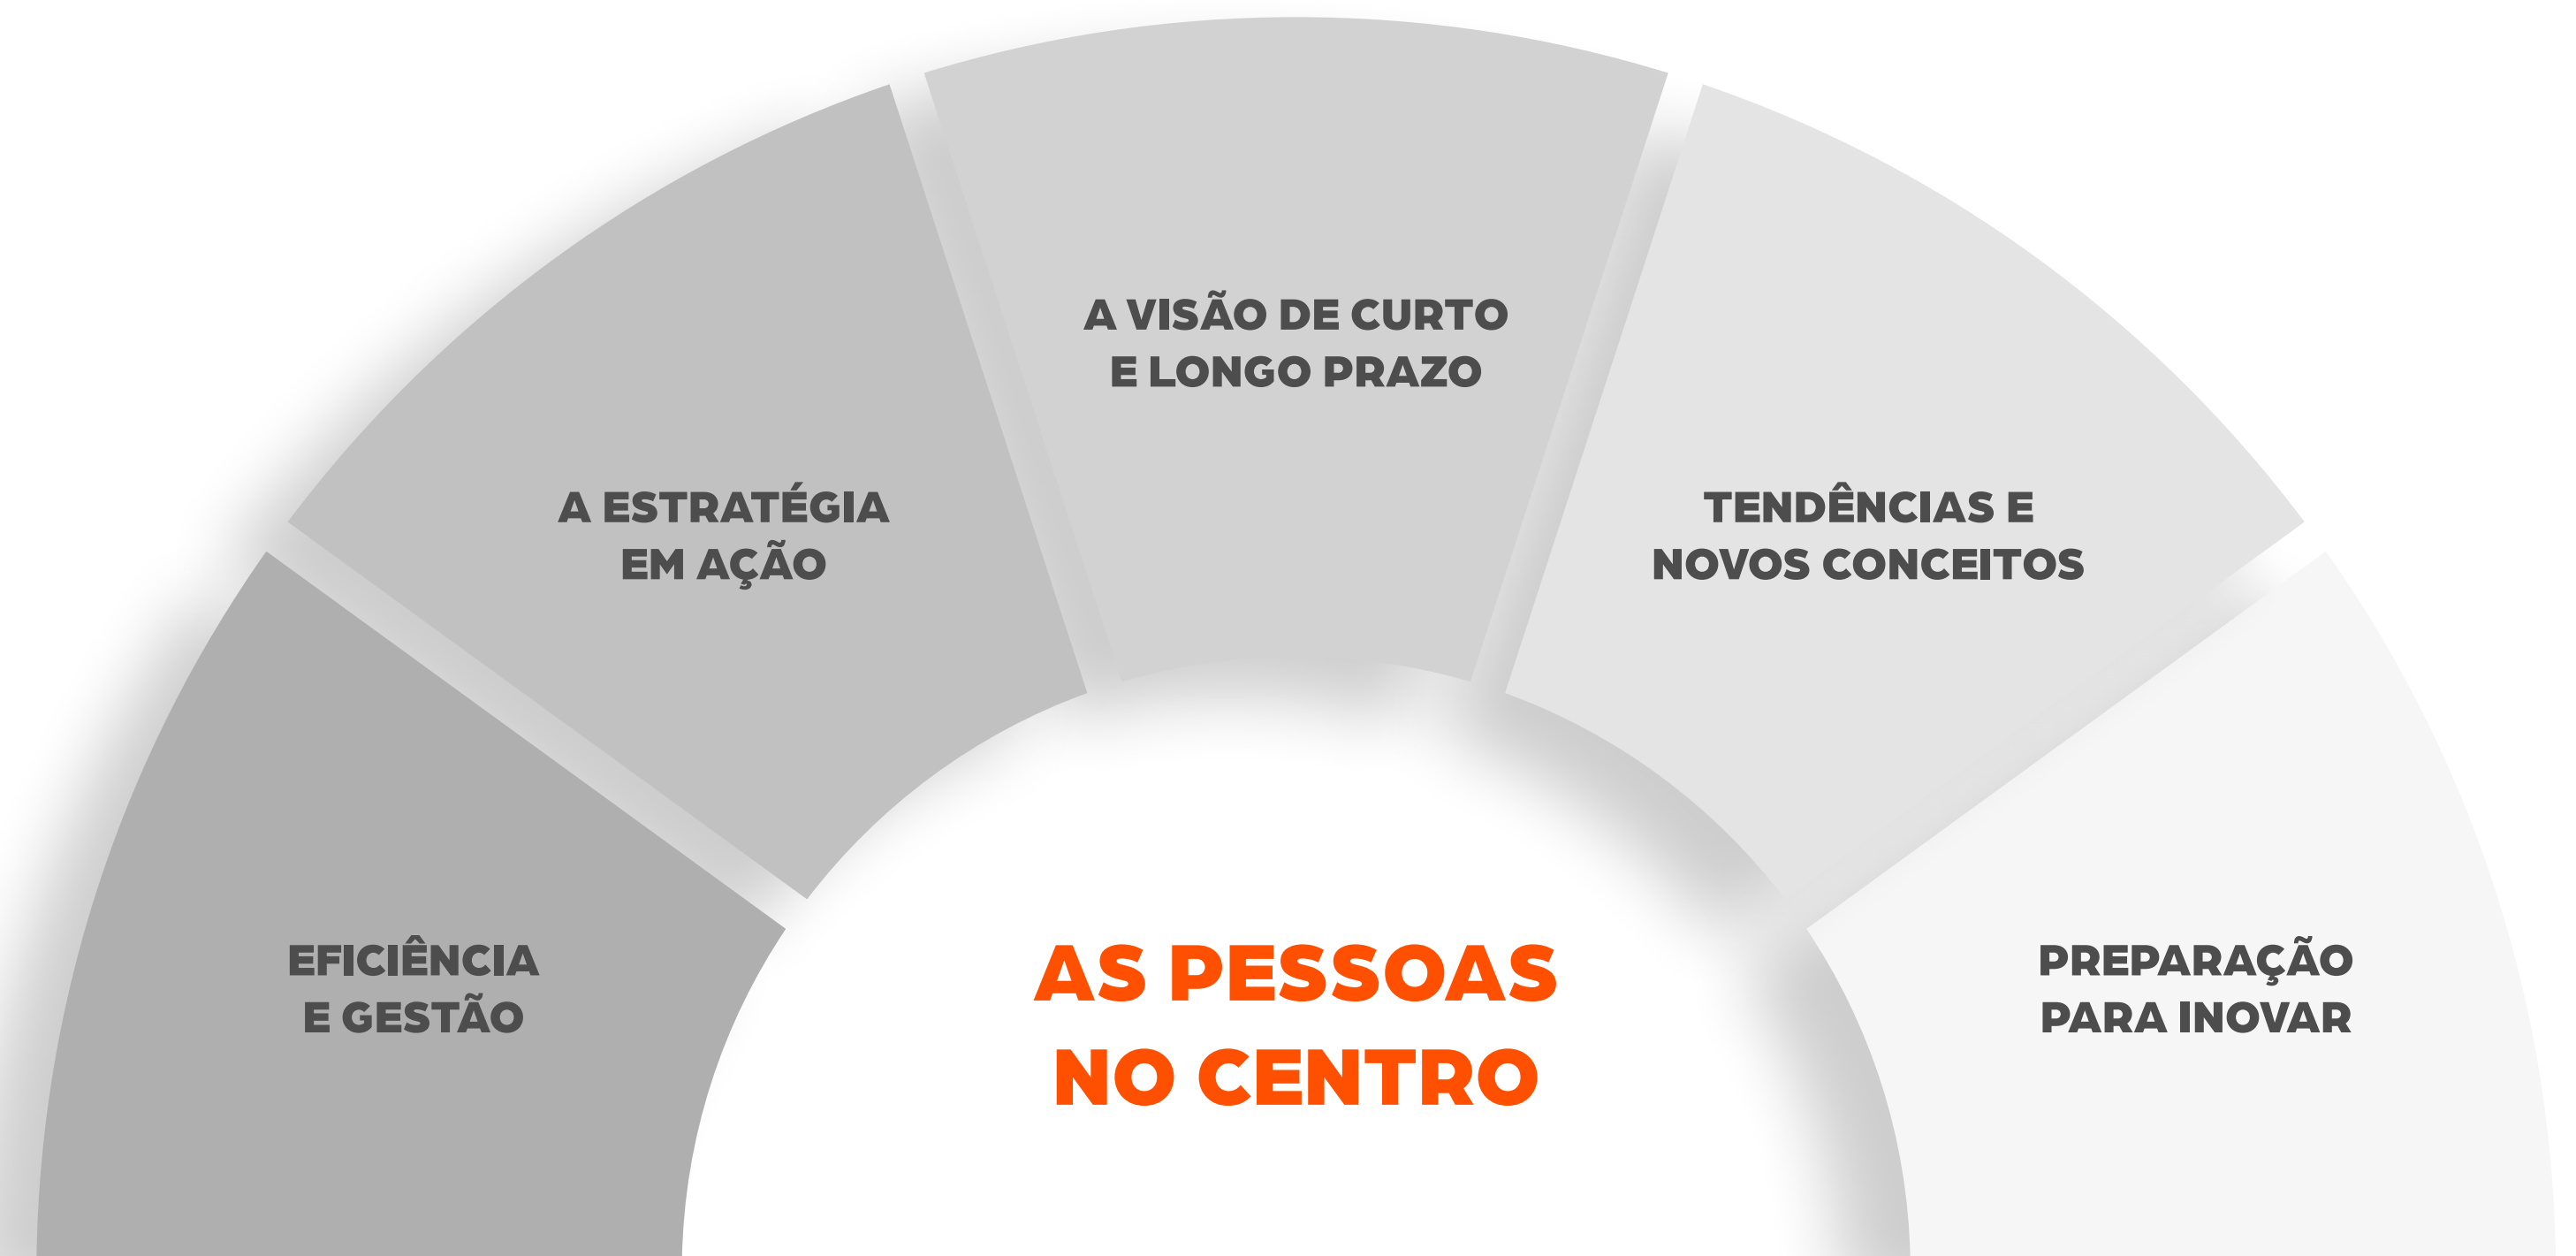 EFICIÊNCIA
E GESTÃO
A ESTRATÉGIA
EM AÇÃO
A VISÃO DE CURTO
E LONGO PRAZO
TENDÊNCIAS E
NOVOS CONCEITOS
PREPARAÇÃO
PARA INOVAR
AS PESSOAS
NO CENTRO